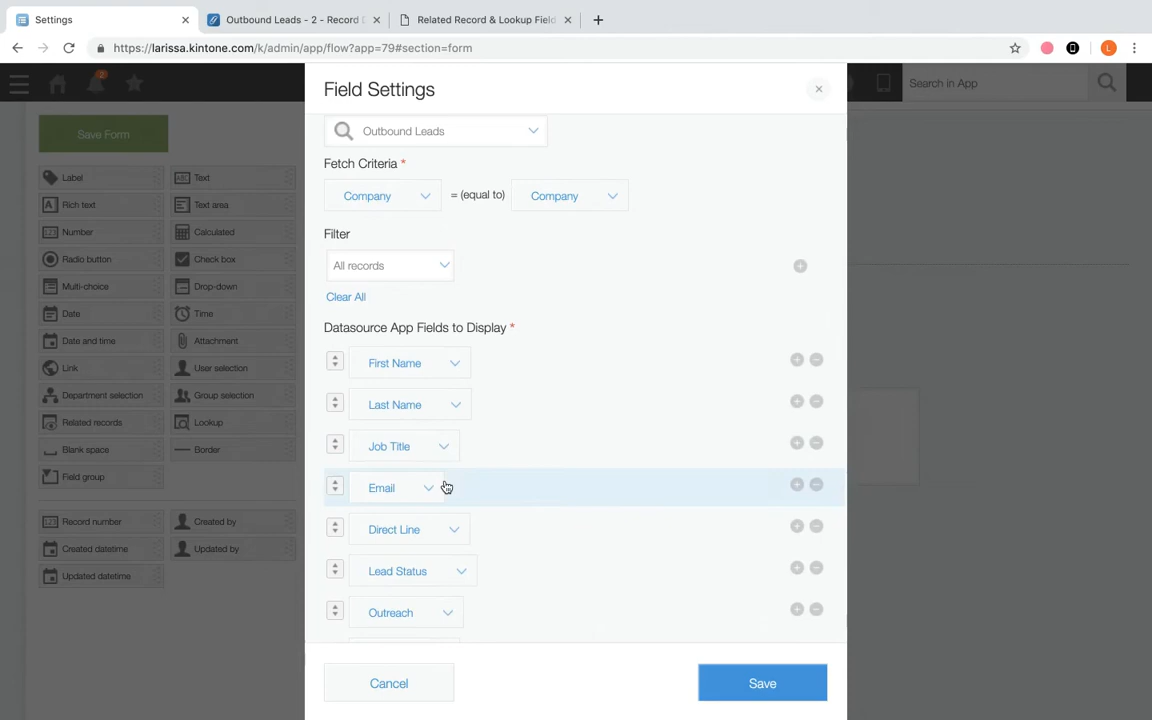 Settings
Outbound Leads - 2 - Record D
Related Record & Lookup Field
https://larissa.kintone.com/k/admin/app/flow?app=79#section=form
L
2
Search in App
Field Settings
Save Form
Outbound Leads
Fetch Criteria *
Company = (equal to) Company
Filter
All records
Clear All
Datasource App Fields to Display *
First Name
Last Name
Job Title
Email
Direct Line
Lead Status
Outreach
Cancel
Save
Label
ABC Text
A Rich text
Text area
123 Number
Calculated
Radio button
Check box
Multi-choice
Drop-down
Date
Time
Date and time
Attachment
Link
User selection
Department selection
Group selection
Related records
Lookup
Blank space
Border
Field group
123 Record number
Created by
Created datetime
Updated by
Updated datetime